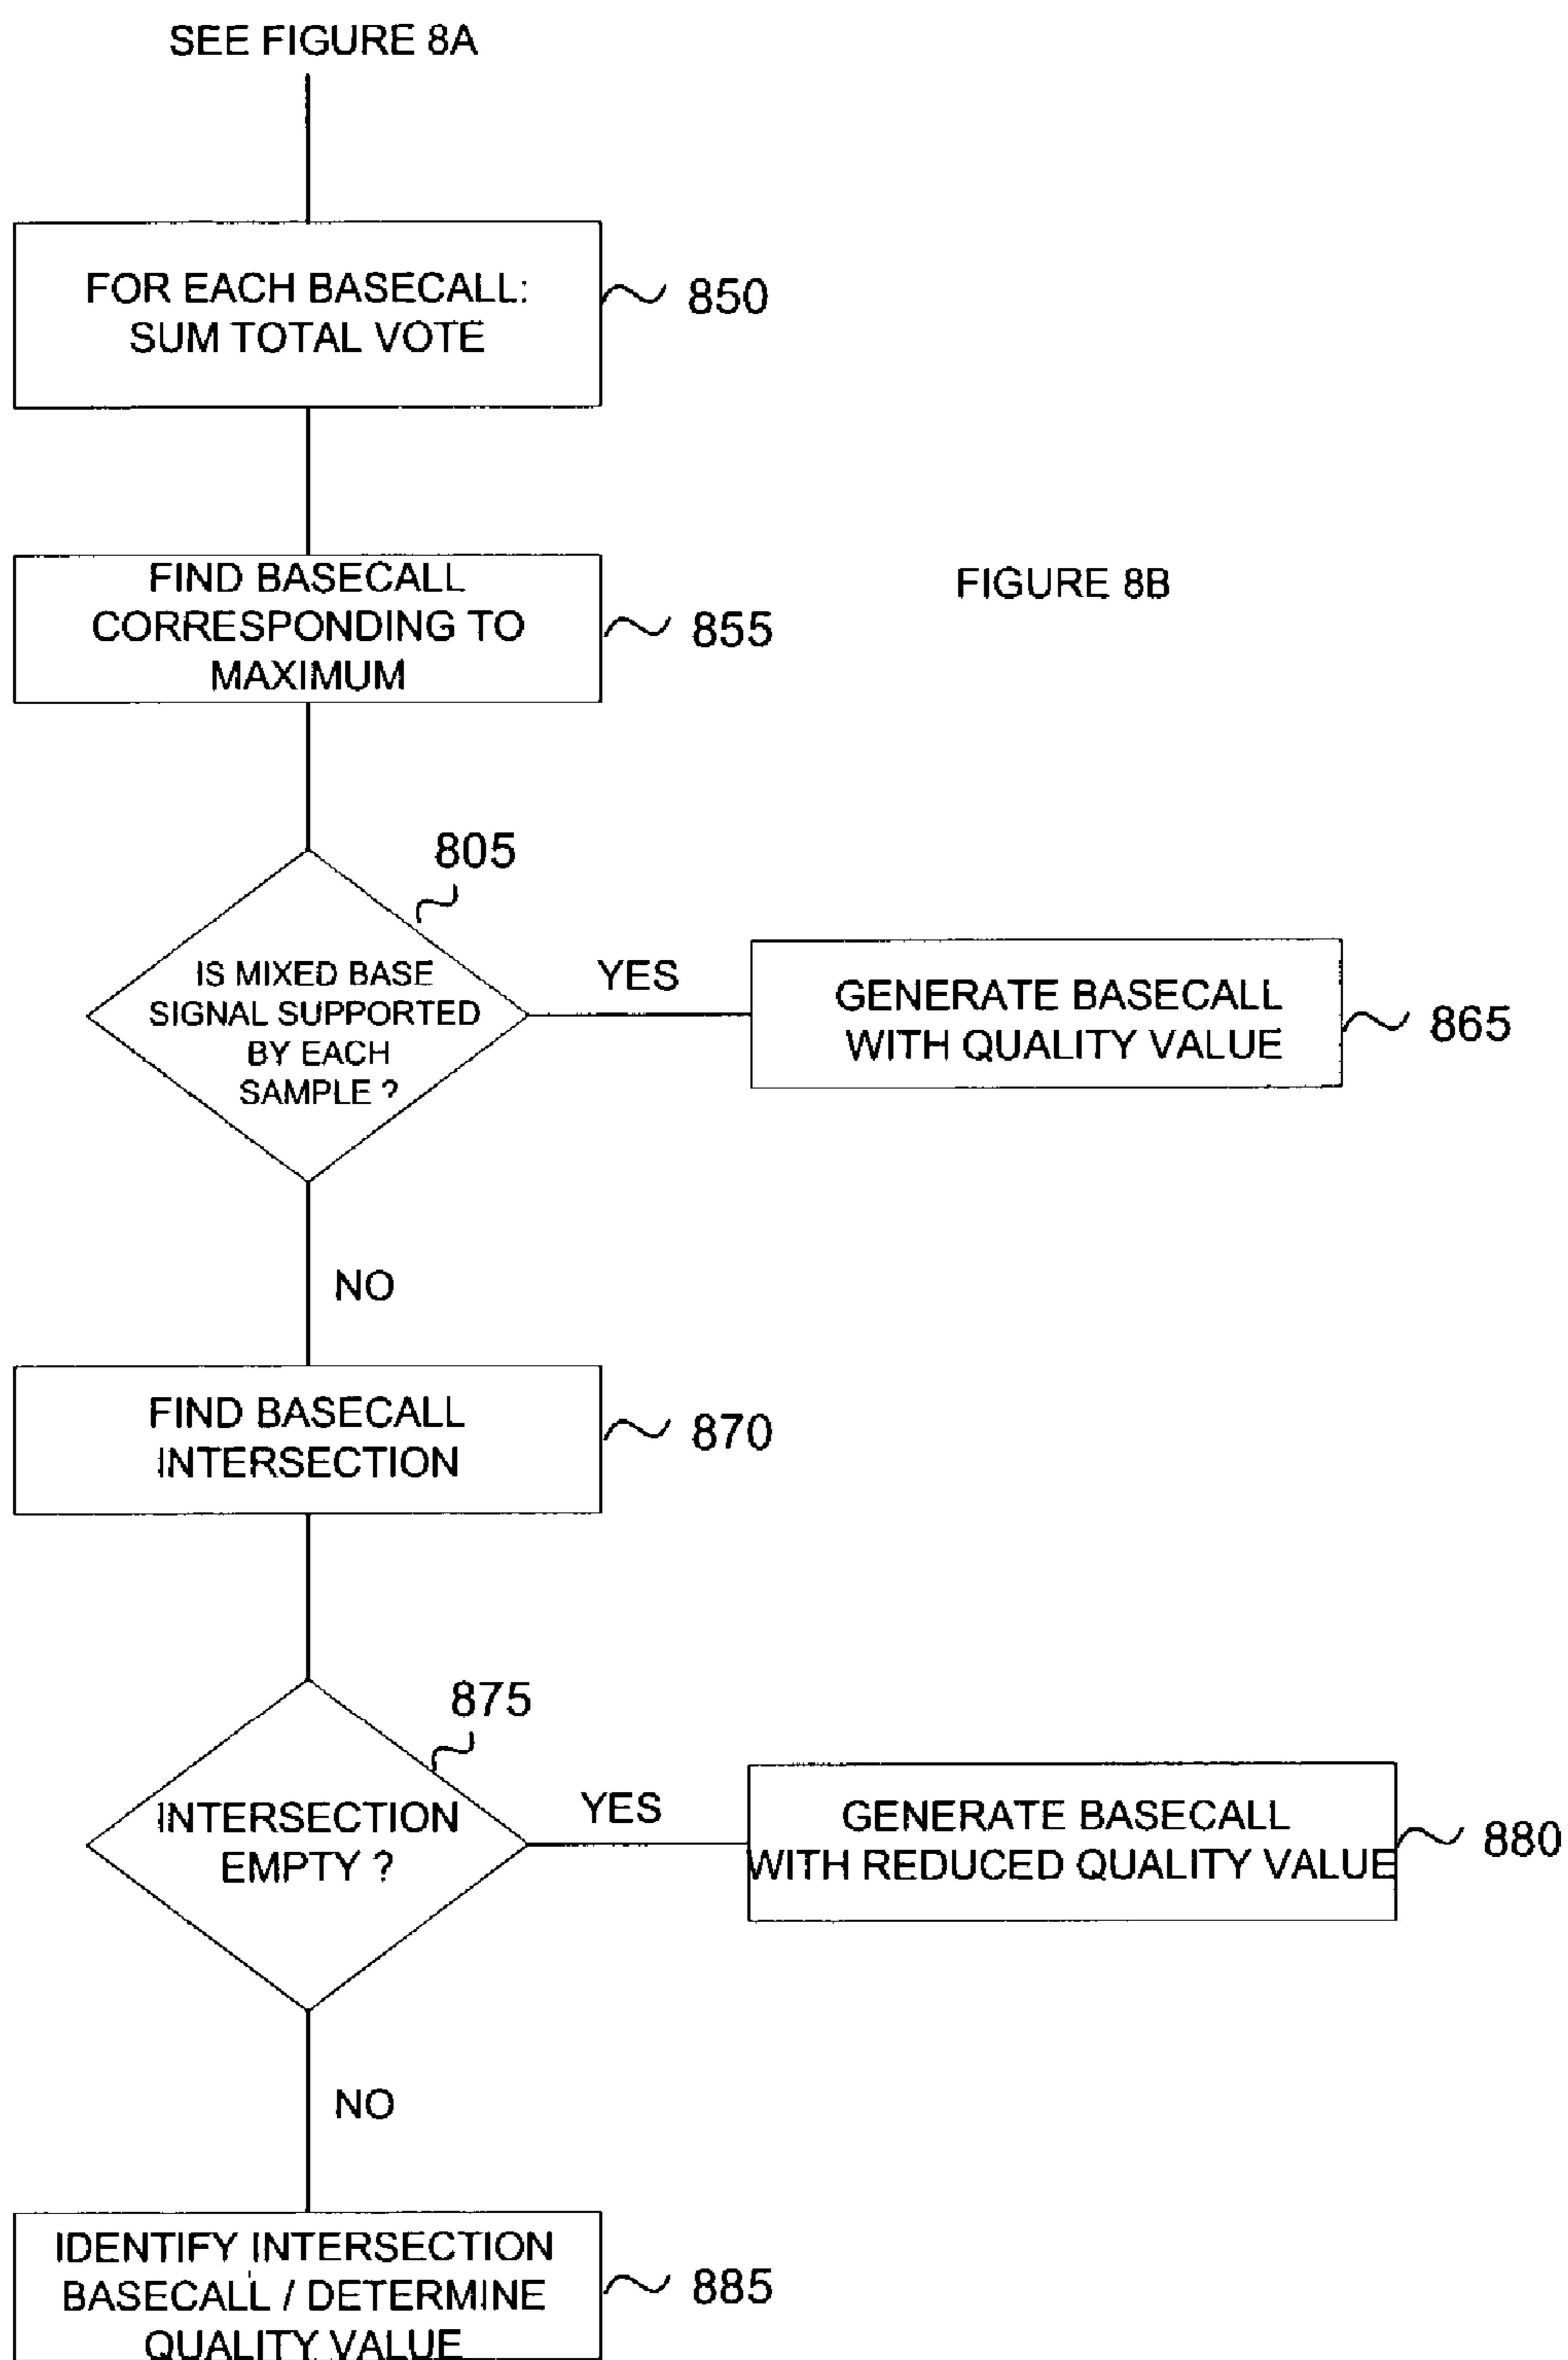 SEE FIGURE 8A
FOR EACH BASECALL:
SUM TOTAL VOTE
850
FIND BASECALL
CORRESPONDING TO
MAXIMUM
855
FIGURE 8B
805
IS MIXED BASE
SIGNAL SUPPORTED
BY EACH
SAMPLE ?
YES
GENERATE BASECALL
WITH QUALITY VALUE
865
NO
FIND BASECALL
INTERSECTION
870
875
INTERSECTION
EMPTY ?
YES
GENERATE BASECALL
WITH REDUCED QUALITY VALUE
880
NO
IDENTIFY INTERSECTION
BASECALL / DETERMINE
QUALITY VALUE
885